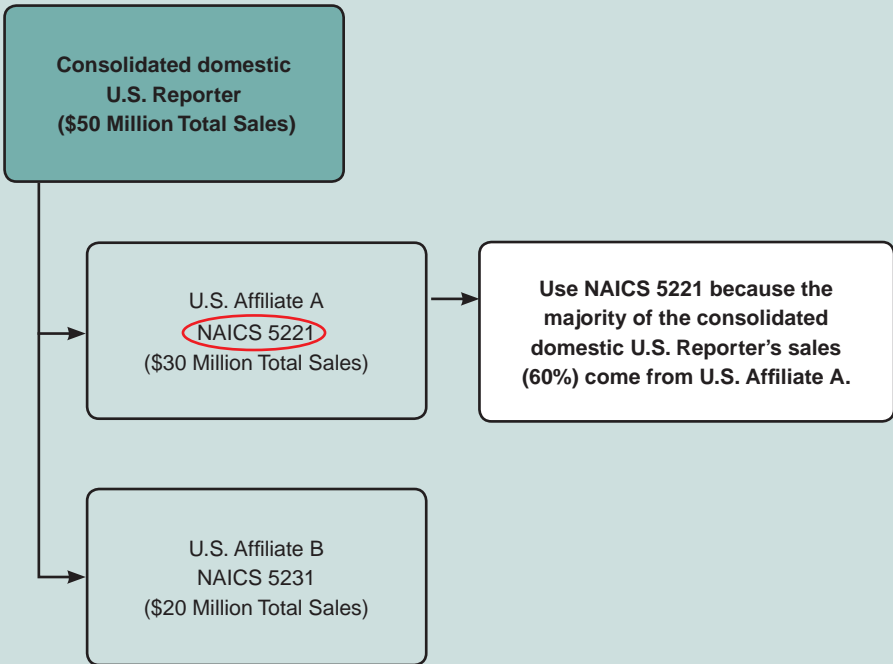 Consolidated domestic
U.S. Reporter
($50 Million Total Sales)
U.S. Affiliate A
NAICS 5221
($30 Million Total Sales)
Use NAICS 5221 because the
majority of the consolidated
domestic U.S. Reporter’s sales
(60%) come from U.S. Affiliate A.
U.S. Affiliate B
NAICS 5231
($20 Million Total Sales)